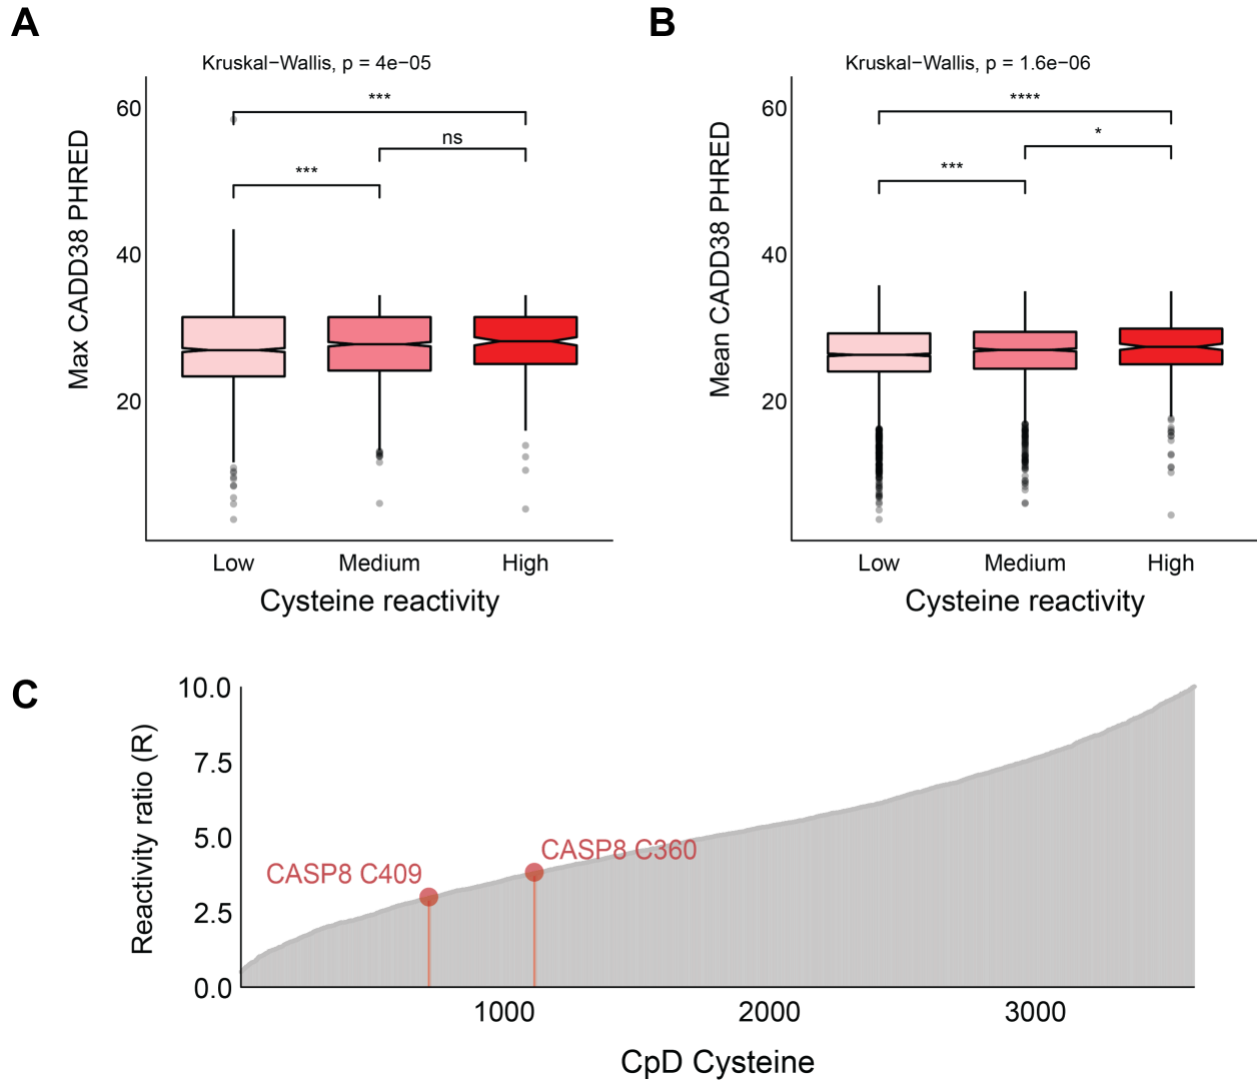 A
Kruskal−Wallis, p = 4e−05
Max CADD38 PHRED
60
40
20
***
ns
***
Low Medium High
Cysteine reactivity
B
Kruskal−Wallis, p = 1.6e−06
Mean CADD38 PHRED
60
40
20
****
*
***
Low Medium High
Cysteine reactivity
C
Reactivity ratio (R)
10.0
7.5
5.0
2.5
0.0
CASP8 C409
CASP8 C360
1000 2000 3000
CpD Cysteine